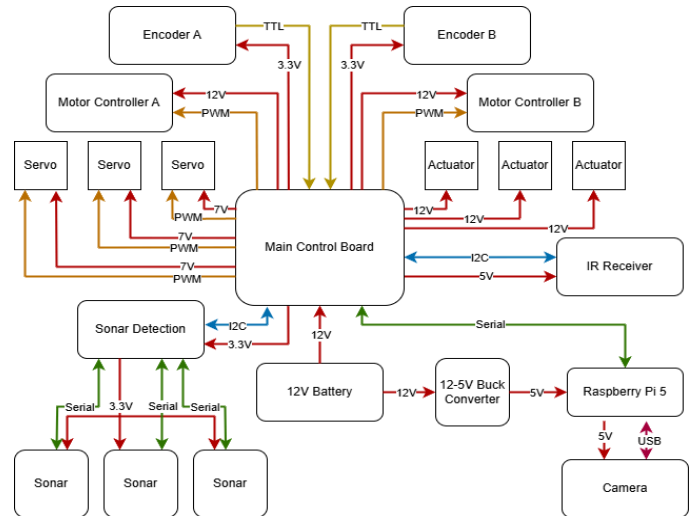 Encoder A
TTL
TTL
Encoder B
3.3V
3.3V
Motor Controller A
12V
PWM
12V
PWM
Motor Controller B
Servo
Servo
Servo
Actuator
Actuator
Actuator
7V
PWM
7V
PWM
7V
PWM
Main Control Board
12V
12V
12V
I2C
5V
IR Receiver
Sonar Detection
I2C
3.3V
12V
Serial
12V Battery
12V
12-5V Buck
Converter
5V
Raspberry Pi 5
Serial
3.3V
Serial
Serial
5V
USB
Sonar
Sonar
Sonar
Camera